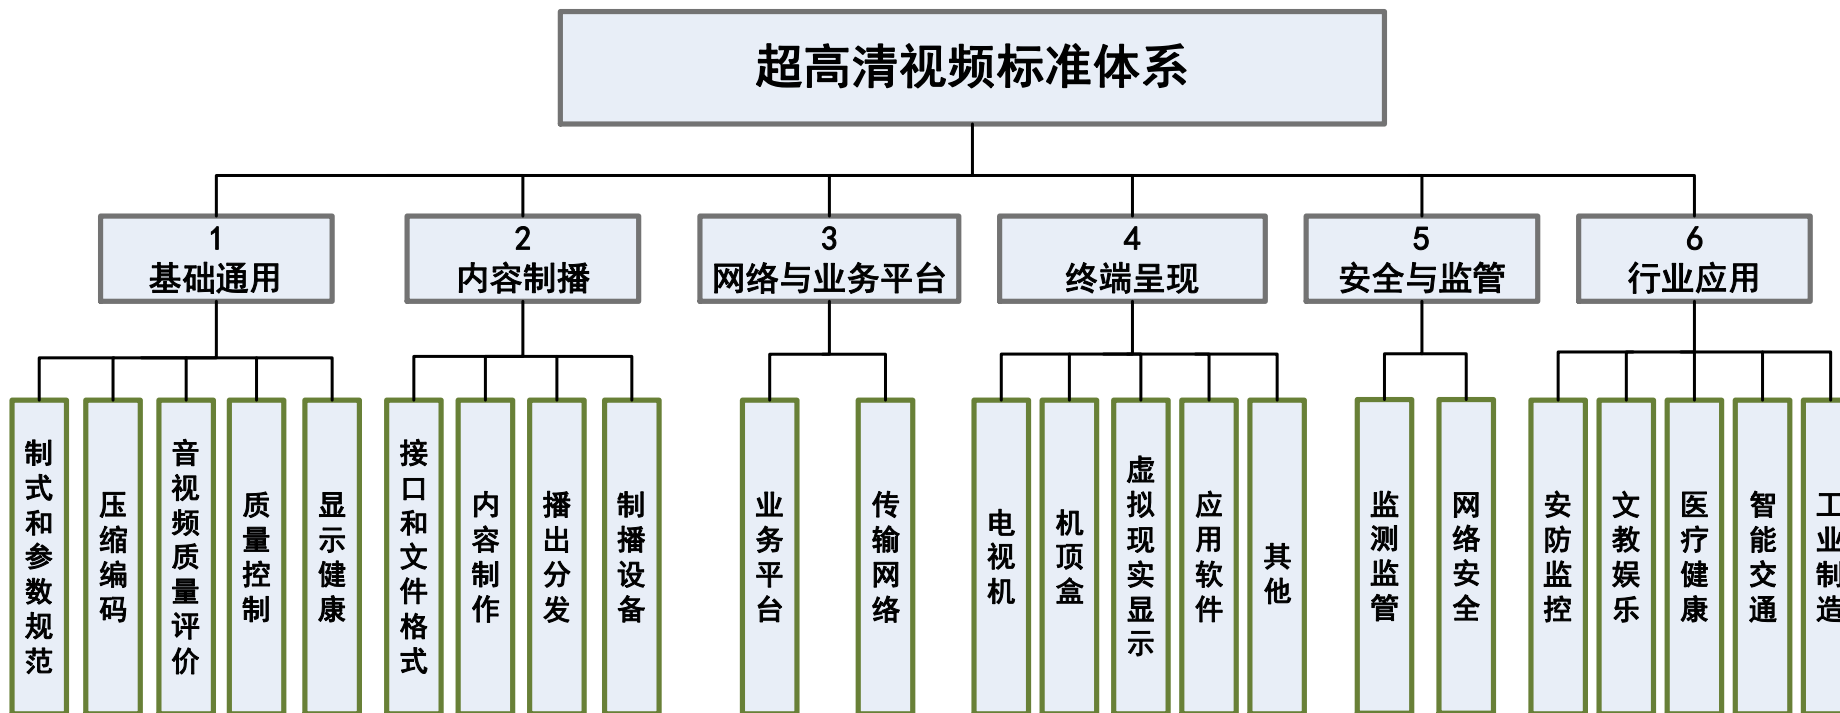 超高清视频标准体系
1
基础通用
2
内容制播
3
网络与业务平台
4
终端呈现
5
安全与监管
6
行业应用
制式和参数规范
压缩编码
音视频质量评价
质量控制
显示健康
接口和文件格式
内容制作
播出分发
制播设备
业务平台
传输网络
电视机
机顶盒
虚拟现实显示
应用软件
其他
监测监管
网络安全
安防监控
文教娱乐
医疗健康
智能交通
工业制造